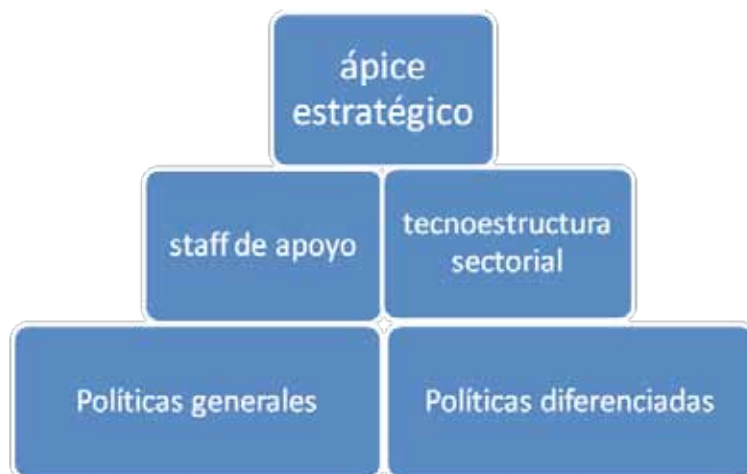 ápice
estratégico
staff de apoyo
tecnoestructura
sectorial
Políticas generales
Políticas diferenciadas